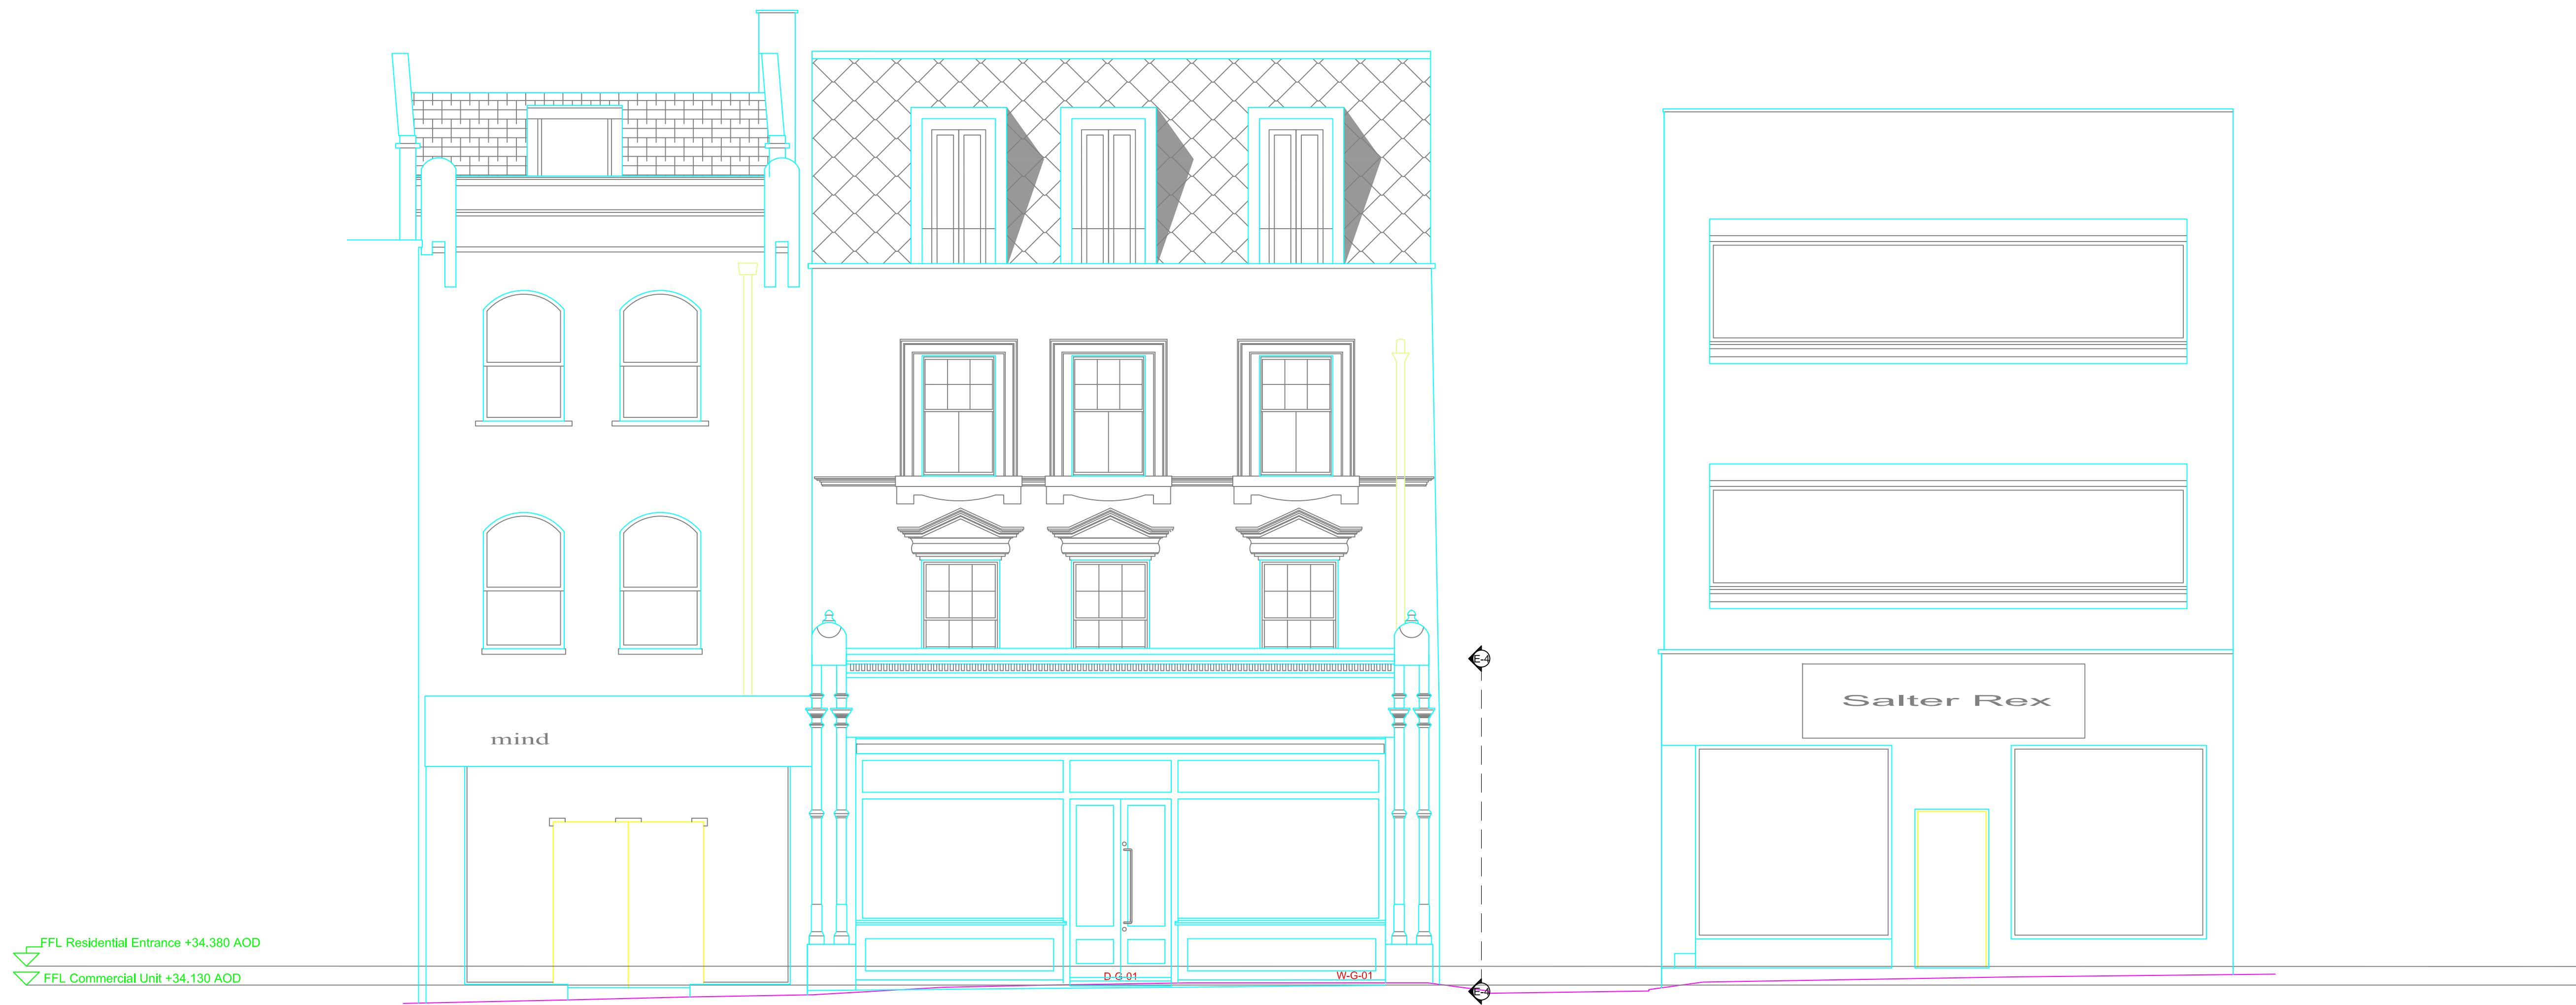 E-4
Salter Rex
mind
FFL Residential Entrance +34.380 AOD
FFL Commercial Unit +34.130 AOD
D-G-01
W-G-01
E-4